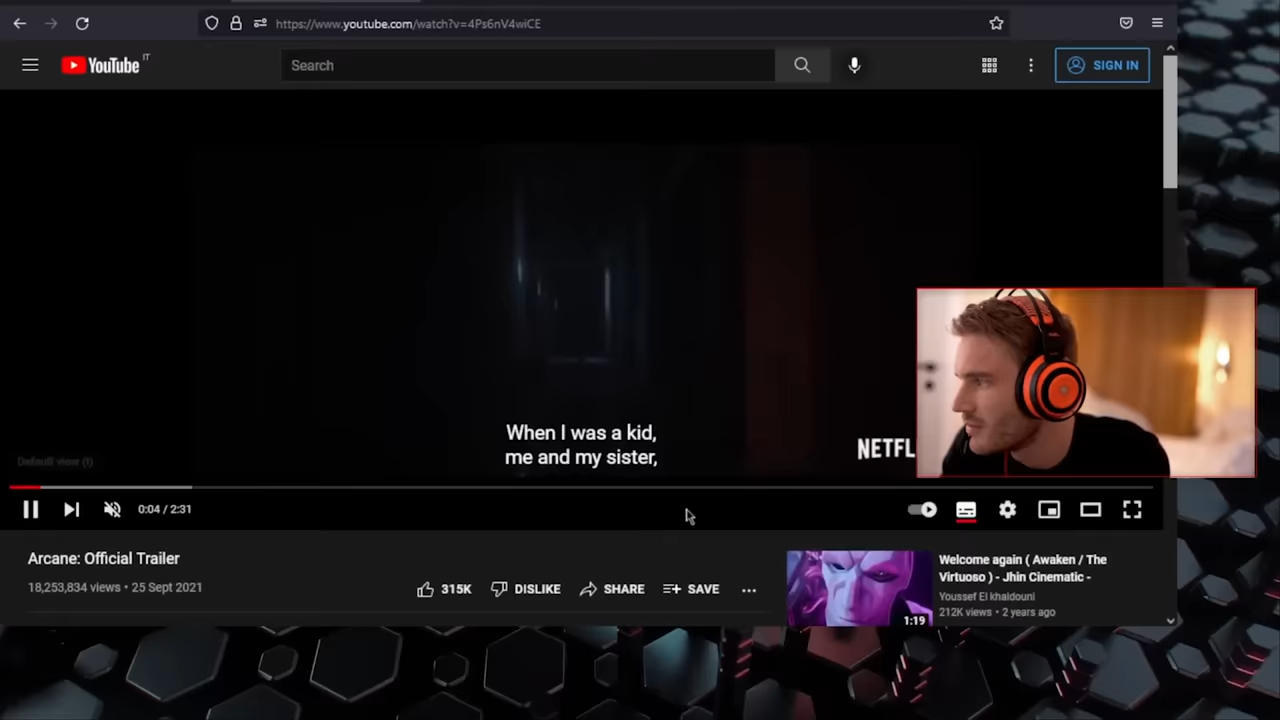 https://www.youtube.com/watch?v=4Ps6nV4wiCE
YouTube IT
Search
SIGN IN
When I was a kid,
me and my sister,
NETFL
Default view (t)
0:04 / 2:31
Arcane: Official Trailer
18,253,834 views • 25 Sept 2021
315K
DISLIKE
SHARE
SAVE
1:19
Welcome again ( Awaken / The
Virtuoso ) - Jhin Cinematic -
Youssef El khaldouni
212K views • 2 years ago